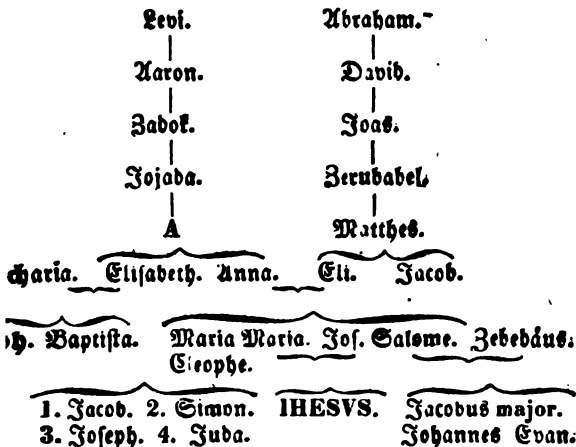 Levi. Abraham.
Aaron. David.
Zadok. Joas.
Jojada. Zerubabel.
A Matthes.
charia. Elisabeth. Anna. Eli. Jacob.
h. Baptista. Maria Maria. Jos. Salome. Zebedäus.
Cleophe.
1. Jacob. 2. Simon. IHESVS. Jacobus major.
3. Joseph. 4. Juda. Johannes Evan.